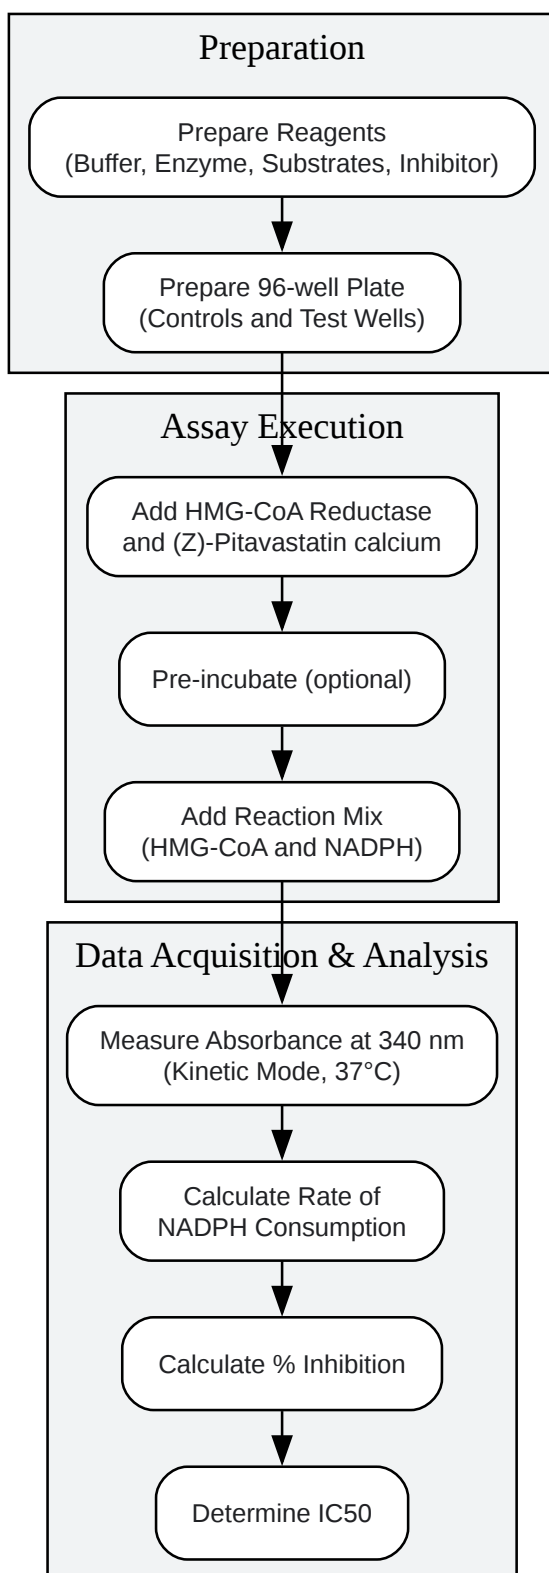 Preparation
Prepare Reagents
(Buffer, Enzyme, Substrates, Inhibitor)
Prepare 96-well Plate
(Controls and Test Wells)
Assay Execution
Add HMG-CoA Reductase
and (Z)-Pitavastatin calcium
Pre-incubate (optional)
Add Reaction Mix
(HMG-CoA and NADPH)
Data Acquisition & Analysis
Measure Absorbance at 340 nm
(Kinetic Mode, 37°C)
Calculate Rate of
NADPH Consumption
Calculate % Inhibition
Determine IC50